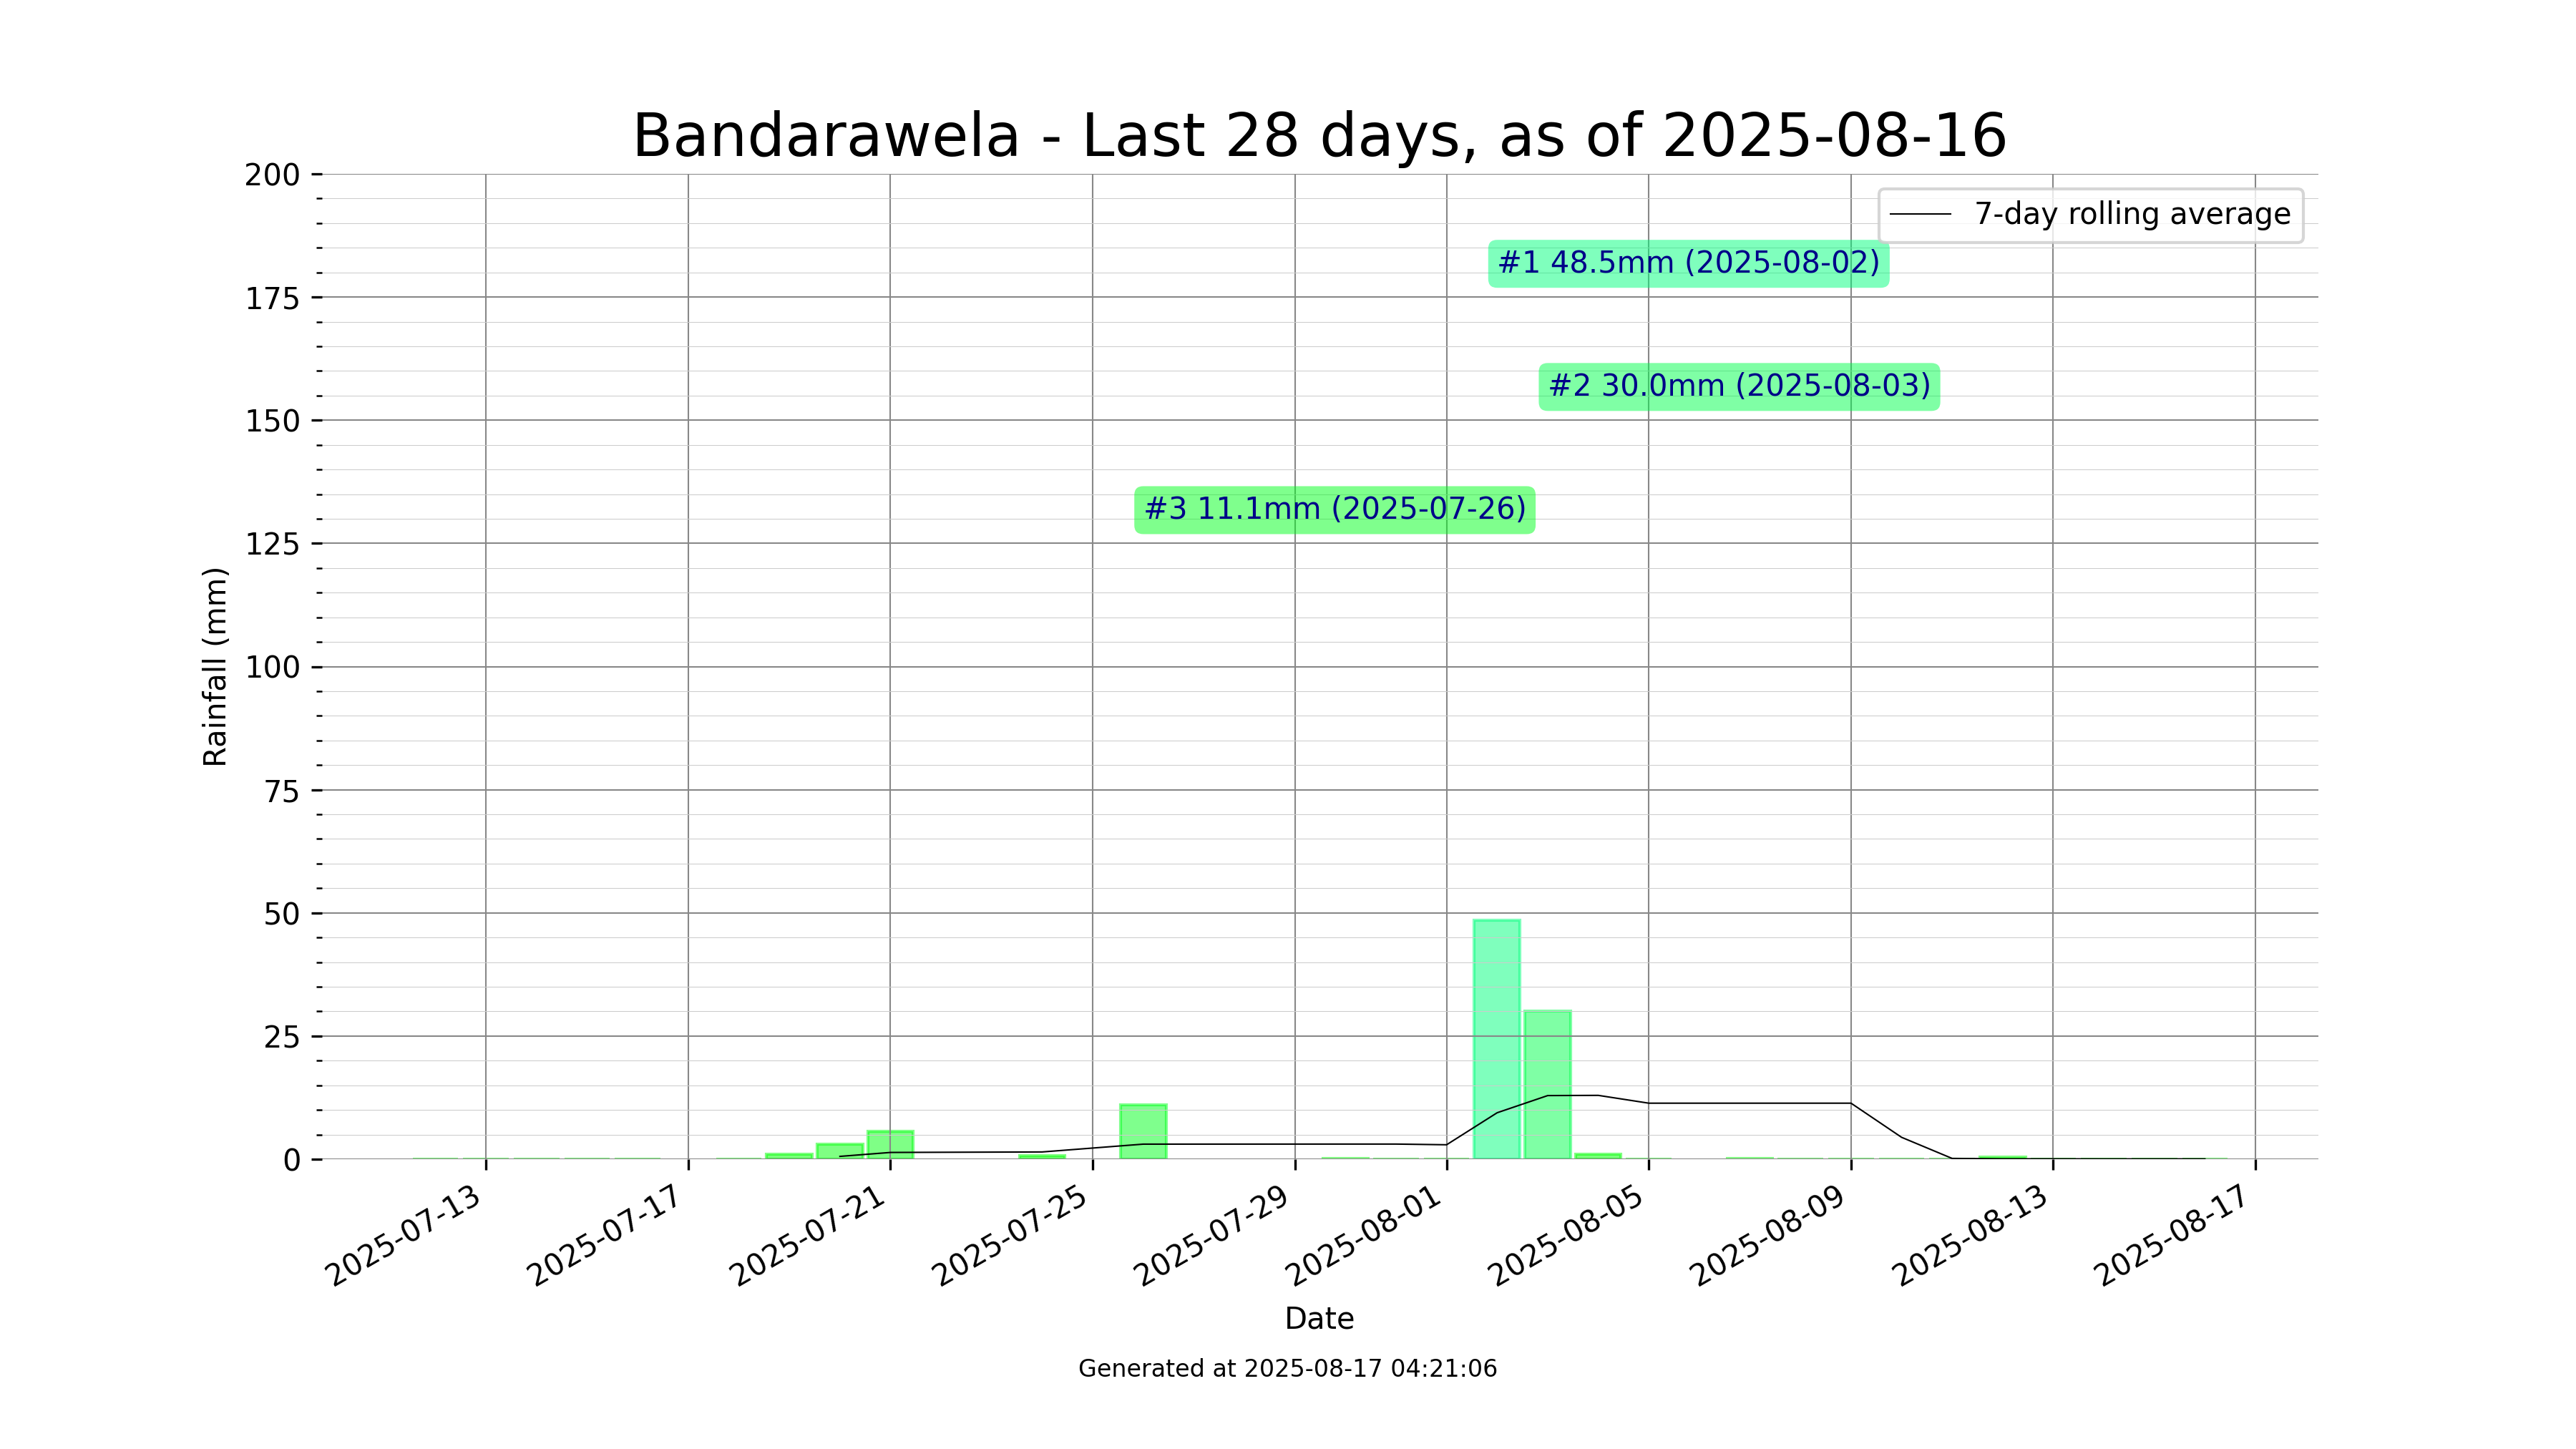 Bandarawela - Last 28 days, as of 2025-08-16
7-day rolling average
#1 48.5mm (2025-08-02)
#2 30.0mm (2025-08-03)
#3 11.1mm (2025-07-26)
Rainfall (mm)
200
175
150
125
100
75
50
25
0
2025-07-13
2025-07-17
2025-07-21
2025-07-25
2025-07-29
2025-08-01
2025-08-05
2025-08-09
2025-08-13
2025-08-17
Date
Generated at 2025-08-17 04:21:06